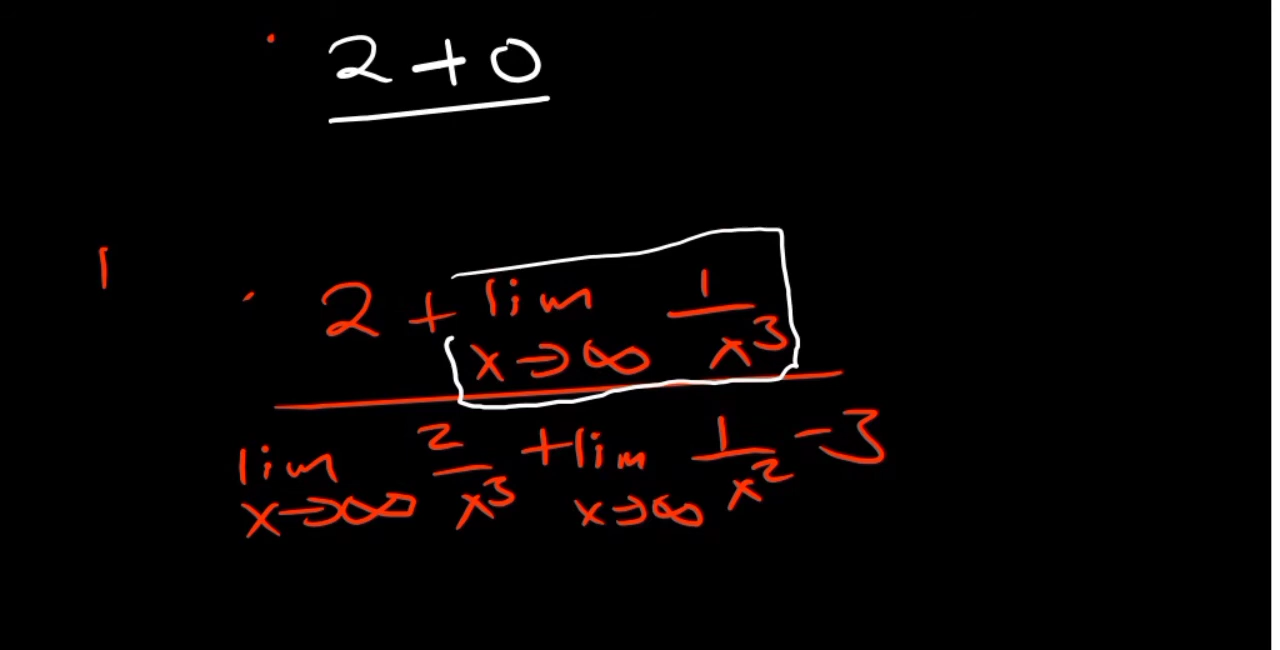 2 + 0
2 + lim x→∞ 1/x³
lim x→∞ 2/x³ + lim x→∞ 1/x² - 3